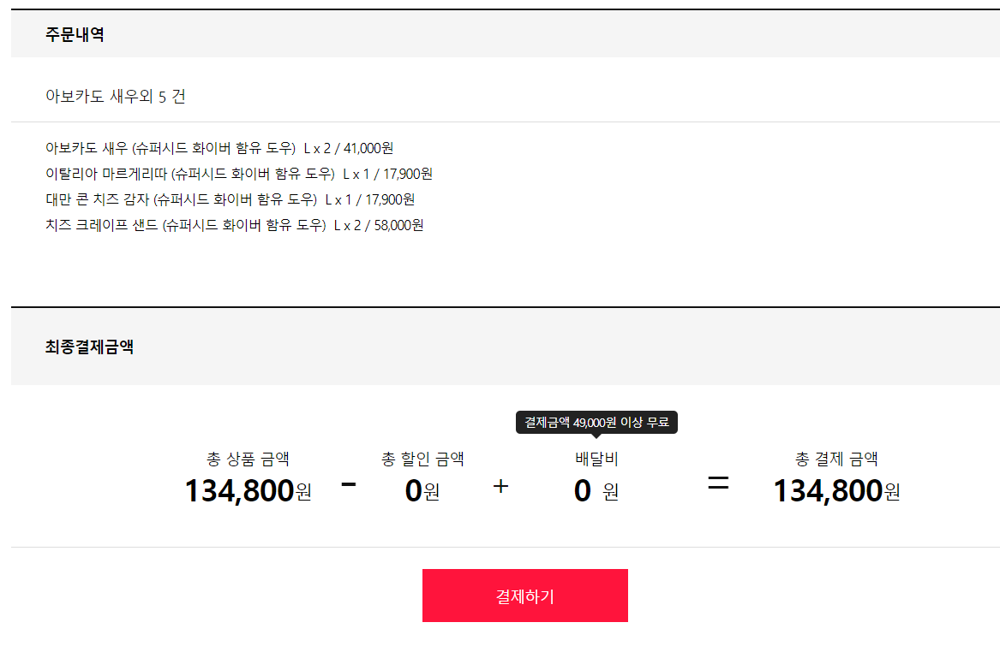 주문내역
아보카도 새우외 5 건
아보카도 새우 (슈퍼시드 화이버 함유 도우) L x 2 / 41,000원
이탈리아 마르게리따 (슈퍼시드 화이버 함유 도우) L x 1 / 17,900원
대만 콘 치즈 감자 (슈퍼시드 화이버 함유 도우) L x 1 / 17,900원
치즈 크레이프 샌드 (슈퍼시드 화이버 함유 도우) L x 2 / 58,000원
최종결제금액
결제금액 49,000원 이상 무료
총 상품 금액 총 할인 금액 배달비 총 결제 금액
134,800원 - 0원 + 0 원 = 134,800원
결제하기